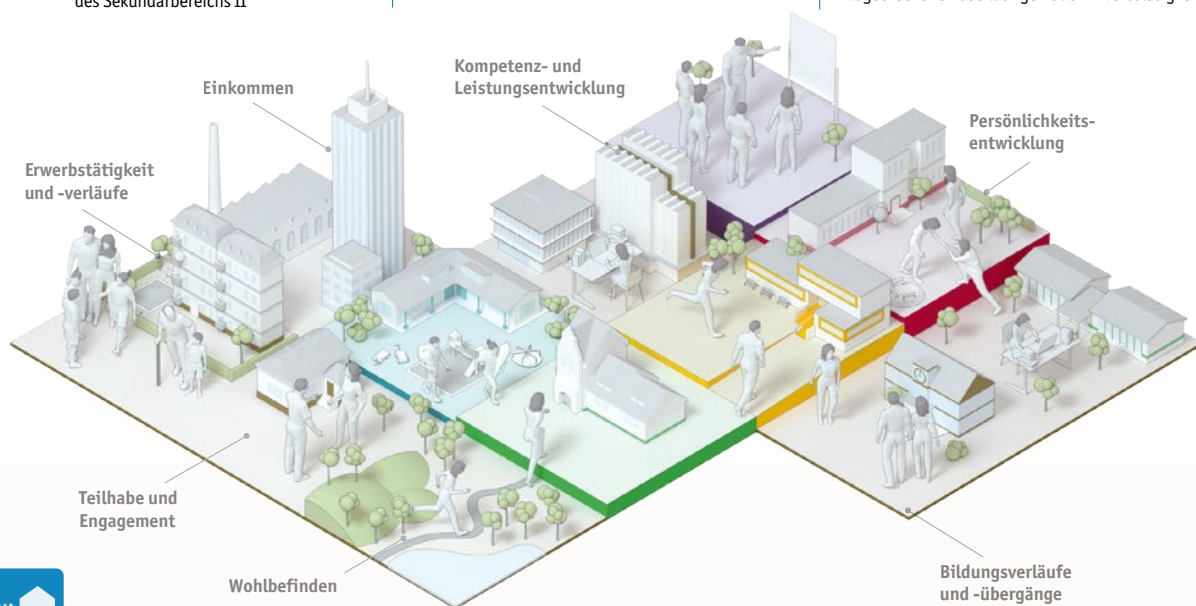 des Sekundarbereichs II
Einkommen
Kompetenz- und
Leistungsentwicklung
Persönlichkeits-
entwicklung
Erwerbstätigkeit
und -verläufe
Teilhabe und
Engagement
Wohlbefinden
Bildungsverläufe
und -übergänge